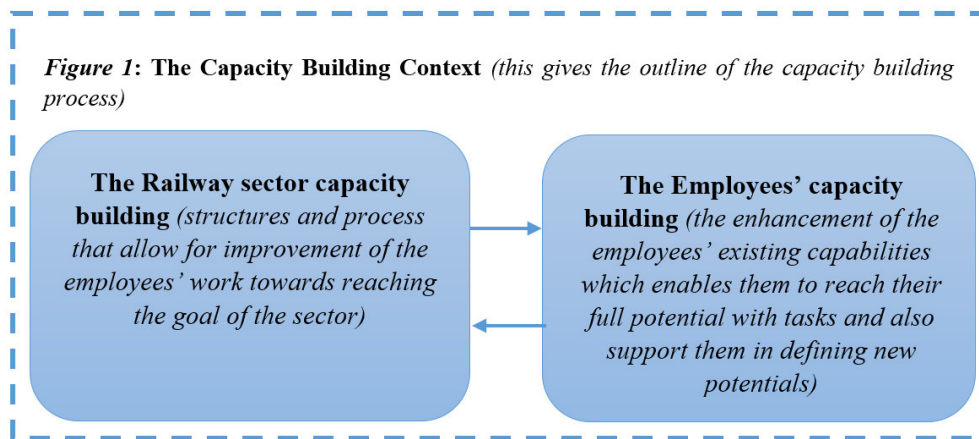 Figure 1: The Capacity Building Context (this gives the outline of the capacity building
process)
The Railway sector capacity
building (structures and process
that allow for improvement of the
employees’ work towards reaching
the goal of the sector)
The Employees’ capacity
building (the enhancement of the
employees’ existing capabilities
which enables them to reach their
full potential with tasks and also
support them in defining new
potentials)